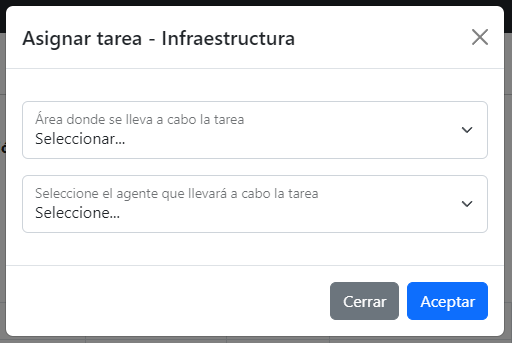 Asignar tarea - Infraestructura
Área donde se lleva a cabo la tarea
Seleccionar...
Seleccione el agente que llevará a cabo la tarea
Seleccione...
Cerrar
Aceptar